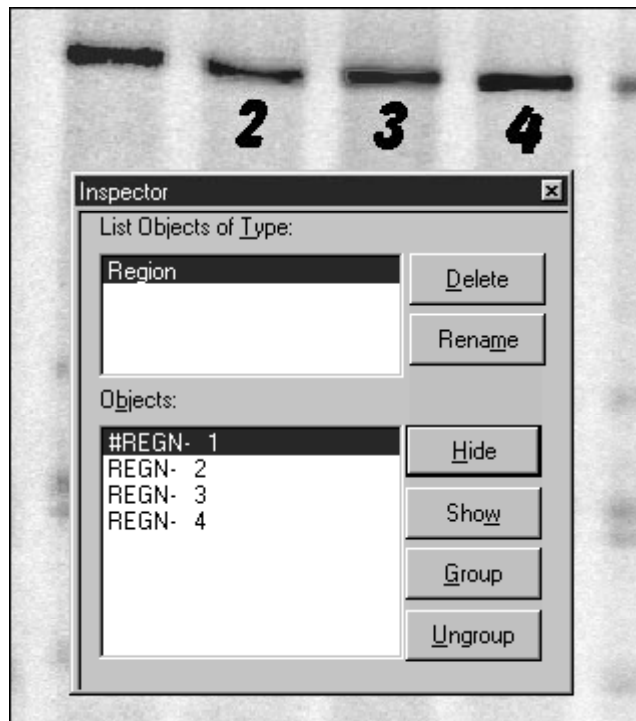 2 3 4
Inspector
List Objects of Type:
Region
Delete
Rename
Objects:
#REGN- 1
REGN- 2
REGN- 3
REGN- 4
Hide
Show
Group
Ungroup